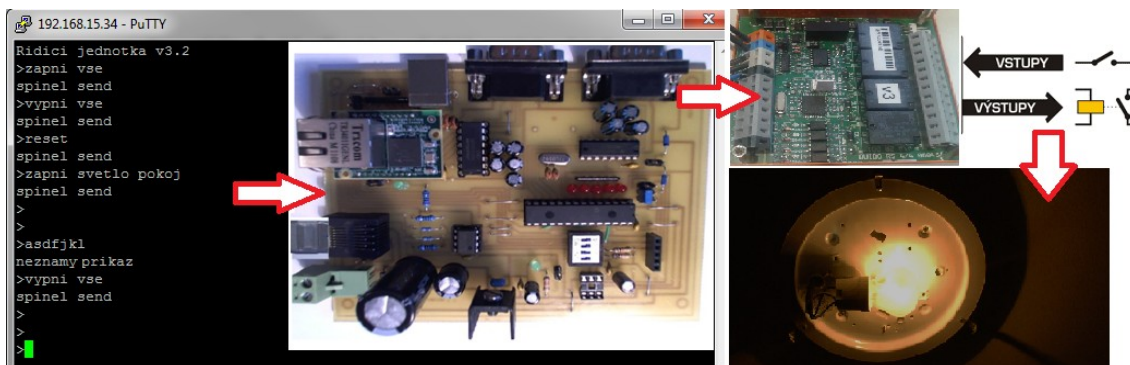 192.168.15.34 - PuTTY
Ridici jednotka v3.2
>zapni vse
spinel send
>vypni vse
spinel send
>reset
spinel send
>zapni svetlo pokoj
spinel send
>
>
>asdfjkl
neznamy prikaz
>vypni vse
spinel send
>
>
>
v3
VSTUPY
VÝSTUPY